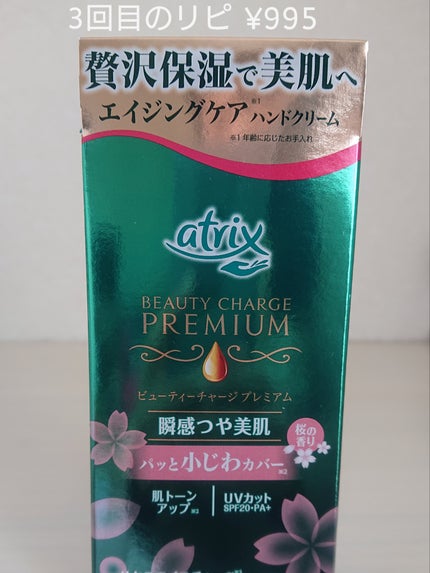 3回目のリピ ¥995
贅沢保湿で美肌へ
エイジングケア※1ハンドクリーム
※1 年齢に応じたお手入れ
atrix
BEAUTY CHARGE
PREMIUM
ビューティーチャージ プレミアム
瞬感つや美肌
桜の
香り
パッと小じわカバー※2
肌トーン
アップ※3
UVカット
SPF20・PA+